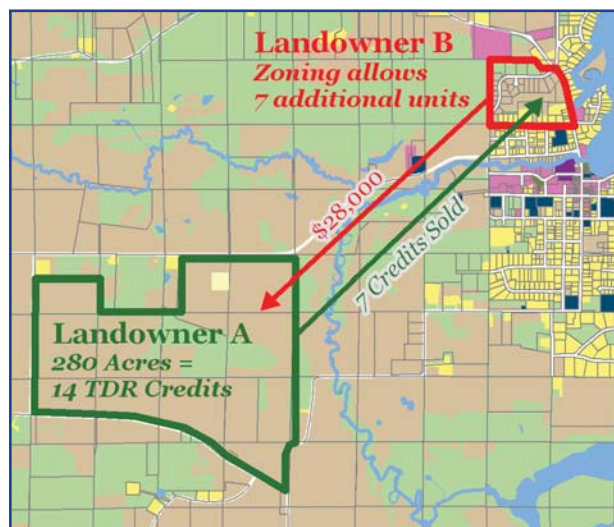 Landowner B
Zoning allows
7 additional units
$28,000
7 Credits Sold
Landowner A
280 Acres =
14 TDR Credits